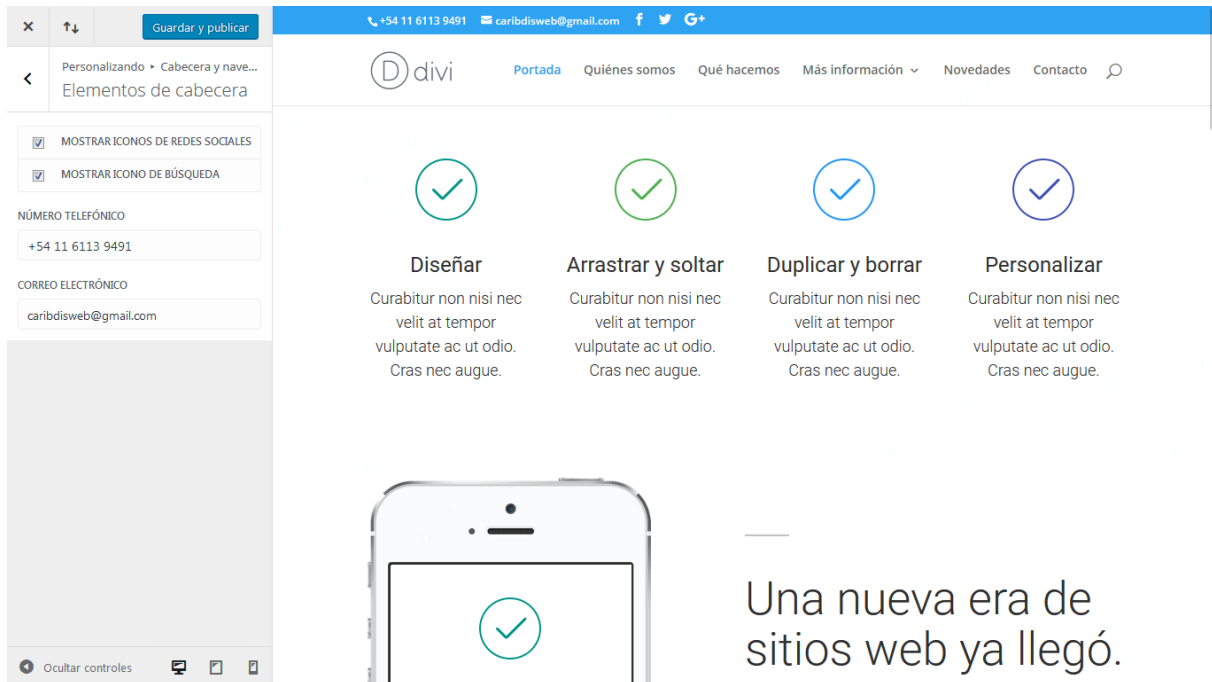 Guardar y publicar
Personalizando ▸ Cabecera y nave...
Elementos de cabecera
MOSTRAR ICONOS DE REDES SOCIALES
MOSTRAR ICONO DE BÚSQUEDA
NÚMERO TELEFÓNICO
+54 11 6113 9491
CORREO ELECTRÓNICO
caribdisweb@gmail.com
Ocultar controles
+54 11 6113 9491 caribdisweb@gmail.com f G+
D divi
Portada Quiénes somos Qué hacemos Más información Novedades Contacto
Diseñar
Curabitur non nisi nec
velit at tempor
vulputate ac ut odio.
Cras nec augue.
Arrastrar y soltar
Curabitur non nisi nec
velit at tempor
vulputate ac ut odio.
Cras nec augue.
Duplicar y borrar
Curabitur non nisi nec
velit at tempor
vulputate ac ut odio.
Cras nec augue.
Personalizar
Curabitur non nisi nec
velit at tempor
vulputate ac ut odio.
Cras nec augue.
Una nueva era de
sitios web ya llegó.